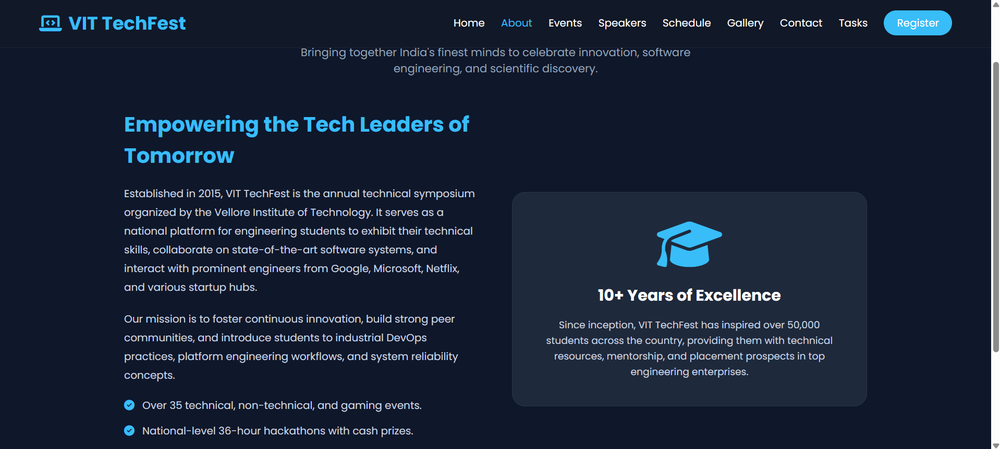 VIT TechFest
Home About Events Speakers Schedule Gallery Contact Tasks Register
Bringing together India's finest minds to celebrate innovation, software
engineering, and scientific discovery.
Empowering the Tech Leaders of
Tomorrow
Established in 2015, VIT TechFest is the annual technical symposium
organized by the Vellore Institute of Technology. It serves as a
national platform for engineering students to exhibit their technical
skills, collaborate on state-of-the-art software systems, and
interact with prominent engineers from Google, Microsoft, Netflix,
and various startup hubs.
Our mission is to foster continuous innovation, build strong peer
communities, and introduce students to industrial DevOps
practices, platform engineering workflows, and system reliability
concepts.
Over 35 technical, non-technical, and gaming events.
National-level 36-hour hackathons with cash prizes.
10+ Years of Excellence
Since inception, VIT TechFest has inspired over 50,000
students across the country, providing them with technical
resources, mentorship, and placement prospects in top
engineering enterprises.